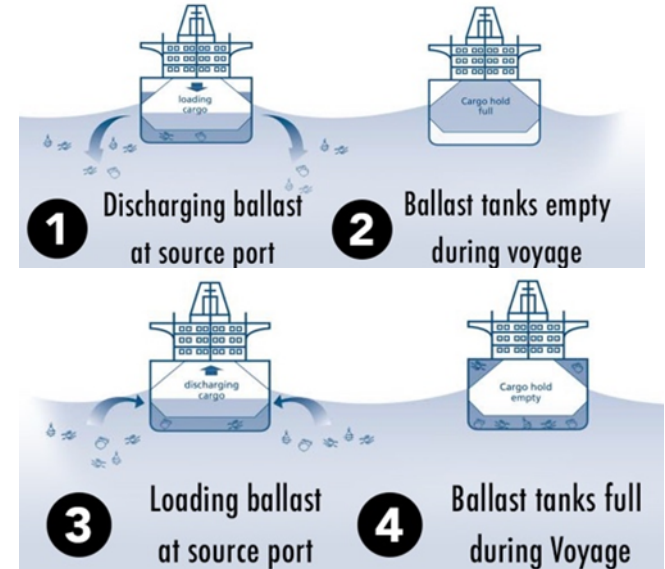 loading
cargo
1
Discharging ballast
at source port
Cargo hold
full
2
Ballast tanks empty
during voyage
discharging
cargo
3
Loading ballast
at source port
Cargo hold
empty
4
Ballast tanks full
during Voyage